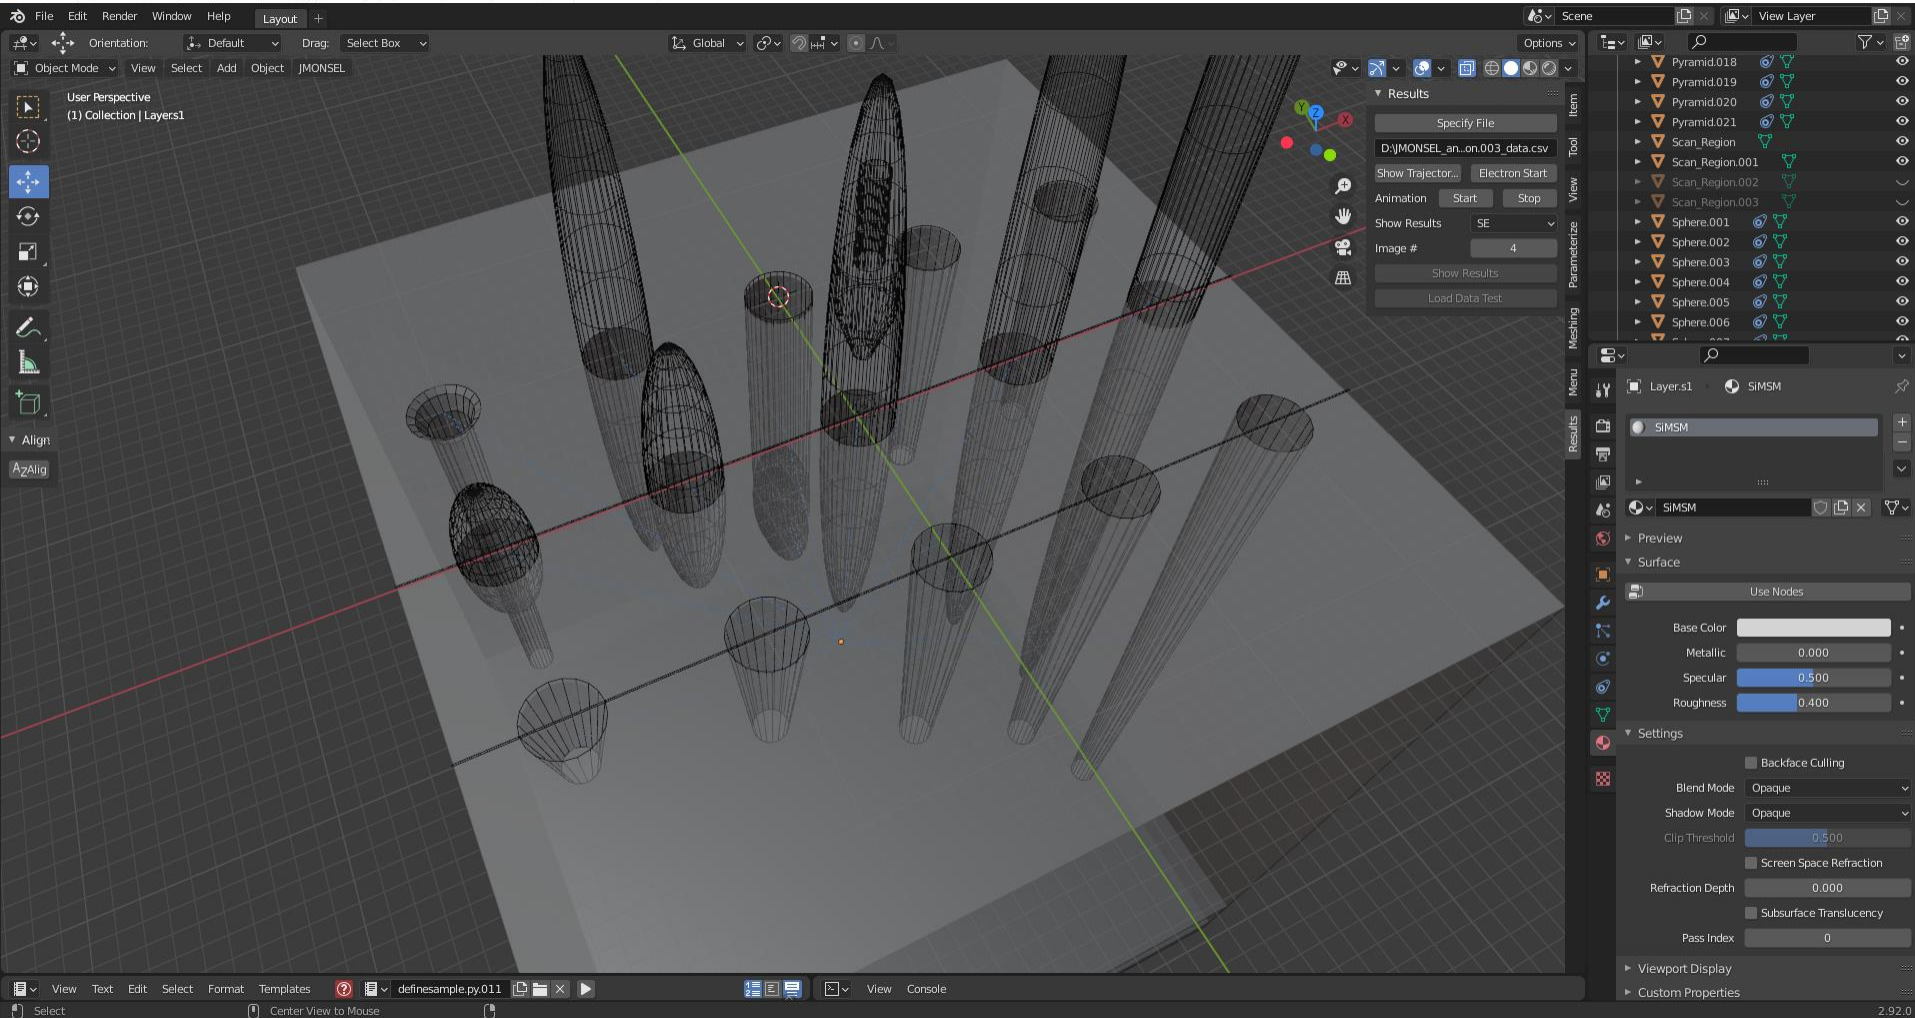 File Edit Render Window Help Layout +
Scene View Layer
Orientation: Default Drag: Select Box Global Options
Object Mode View Select Add Object JMONSEL
User Perspective
(1) Collection | Layer.s1
Align
AZAlig
Y Z X
Results
Specify File
D:\JMONSEL_an...on.003_data.csv
Show Trajector... Electron Start
Animation Start Stop
Show Results SE
Image # 4
Show Results
Load Data Test
Item
Tool
View
Parameterize
Meshing
Menu
Results
Pyramid.018
Pyramid.019
Pyramid.020
Pyramid.021
Scan_Region
Scan_Region.001
Scan_Region.002
Scan_Region.003
Sphere.001
Sphere.002
Sphere.003
Sphere.004
Sphere.005
Sphere.006
Layer.s1 SiMSM
SiMSM
SiMSM
Preview
Surface
Use Nodes
Base Color
Metallic 0.000
Specular 0.500
Roughness 0.400
Settings
Backface Culling
Blend Mode Opaque
Shadow Mode Opaque
Clip Threshold 0.500
Screen Space Refraction
Refraction Depth 0.000
Subsurface Translucency
Pass Index 0
Viewport Display
Custom Properties
View Text Edit Select Format Templates definesample.py.011 View Console
Select Center View to Mouse 2.92.0